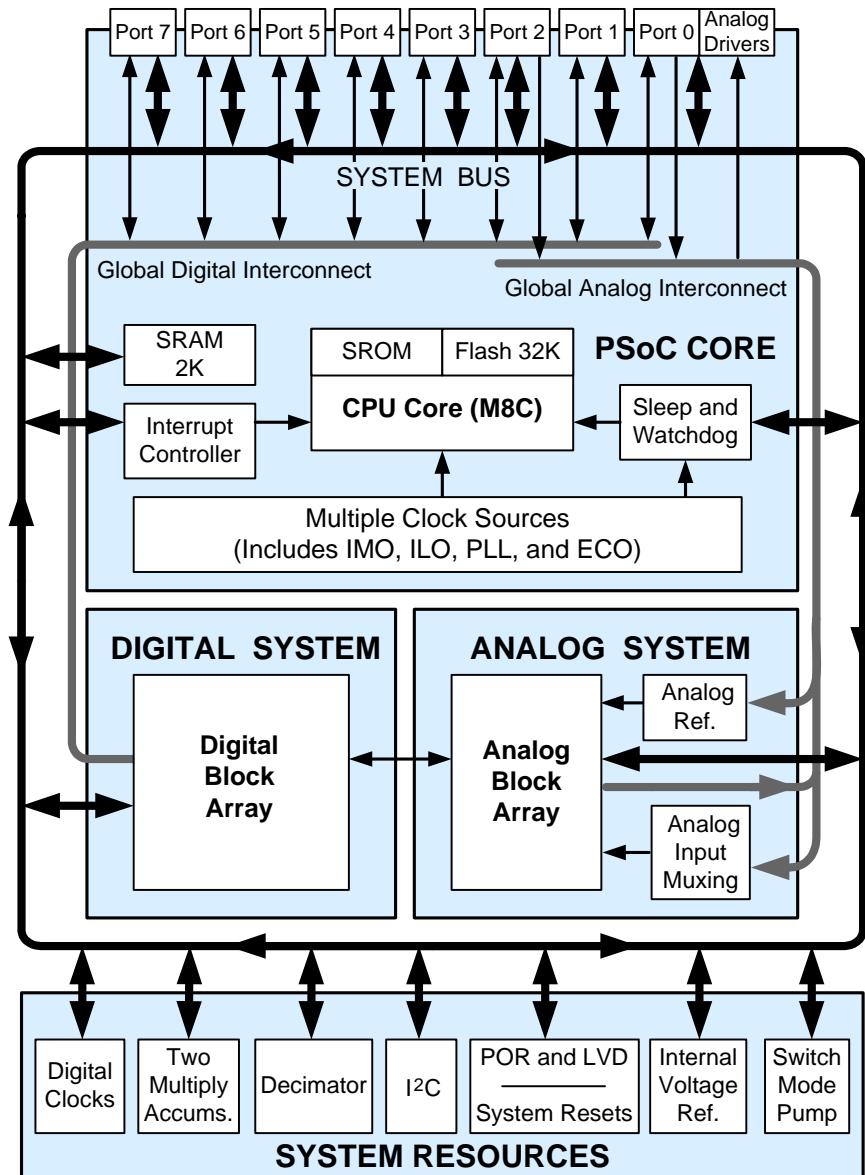 Port 7
Port 6
Port 5
Port 4
Port 3
Port 2
Port 1
Port 0
Analog
Drivers
SYSTEM BUS
Global Digital Interconnect
Global Analog Interconnect
PSoC CORE
SRAM
2K
SROM
Flash 32K
CPU Core (M8C)
Interrupt
Controller
Sleep and
Watchdog
Multiple Clock Sources
(Includes IMO, ILO, PLL, and ECO)
DIGITAL SYSTEM
ANALOG SYSTEM
Digital
Block
Array
Analog
Block
Array
Analog
Ref.
Analog
Input
Muxing
Digital
Clocks
Two
Multiply
Accums.
Decimator
I²C
POR and LVD
System Resets
Internal
Voltage
Ref.
Switch
Mode
Pump
SYSTEM RESOURCES